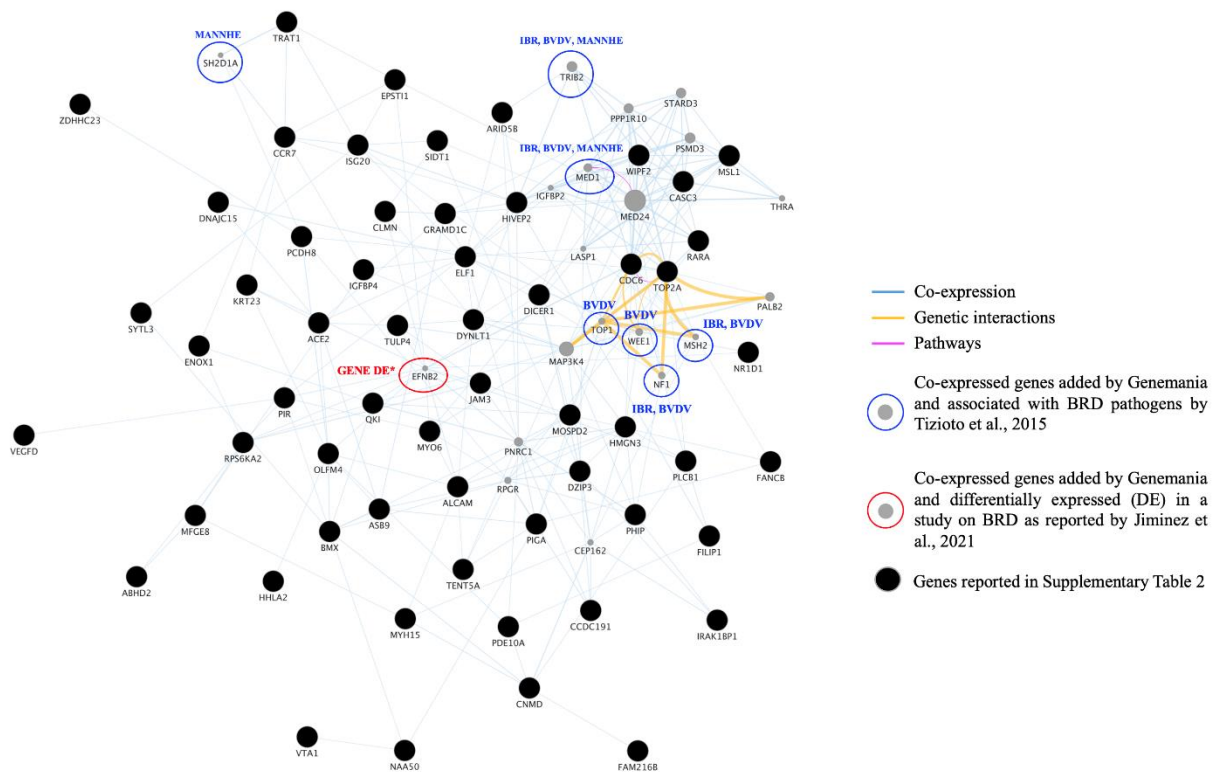 MANNHE
TRAT1
SH2D1A
IBR, BVDV, MANNHE
TRIB2
EPSTI1
STARD3
ZDHHC23
PPP1R10
ARID5B
CCR7
ISG20
SIDT1
PSMD3
IBR, BVDV, MANNHE
WIPF2
MSL1
MED1
IGFBP2
CASC3
THRA
DNAJC15
CLMN
GRAMD1C
HIVEP2
MED24
PCDH8
LASP1
RARA
IGFBP4
ELF1
CDC6
TOP2A
KRT23
DICER1
PALB2
SYTL3
ACE2
TULP4
DYNLT1
BVDV
TOP1
BVDV
WEE1
IBR, BVDV
MSH2
ENOX1
MAP3K4
NR1D1
GENE DE*
EFNB2
NF1
JAM3
IBR, BVDV
PIR
QKI
MOSPD2
VEGFD
RPS6KA2
MYO6
HMGN3
OLFM4
PNRC1
PLCB1
FANCB
RPGR
DZIP3
ALCAM
MFGE8
ASB9
BMX
PIGA
PHIP
FILIP1
CEP162
ABHD2
HHLA2
TENT5A
MYH15
PDE10A
CCDC191
IRAK1BP1
CNMD
VTA1
NAA50
FAM216B
Co-expression
Genetic interactions
Pathways
Co-expressed genes added by Genemania
and associated with BRD pathogens by
Tizioto et al., 2015
Co-expressed genes added by Genemania
and differentially expressed (DE) in a
study on BRD as reported by Jiminez
et al., 2021
Genes reported in Supplementary Table 2